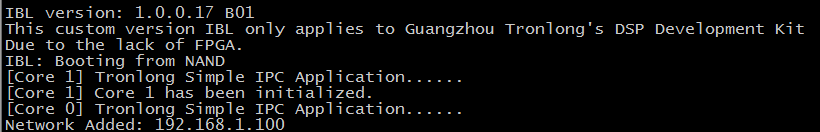 IBL version: 1.0.0.17 B01
This custom version IBL only applies to Guangzhou Tronlong's DSP Development Kit
Due to the lack of FPGA.
IBL: Booting from NAND
[Core 1] Tronlong Simple IPC Application......
[Core 1] Core 1 has been initialized.
[Core 0] Tronlong Simple IPC Application......
Network Added: 192.168.1.100